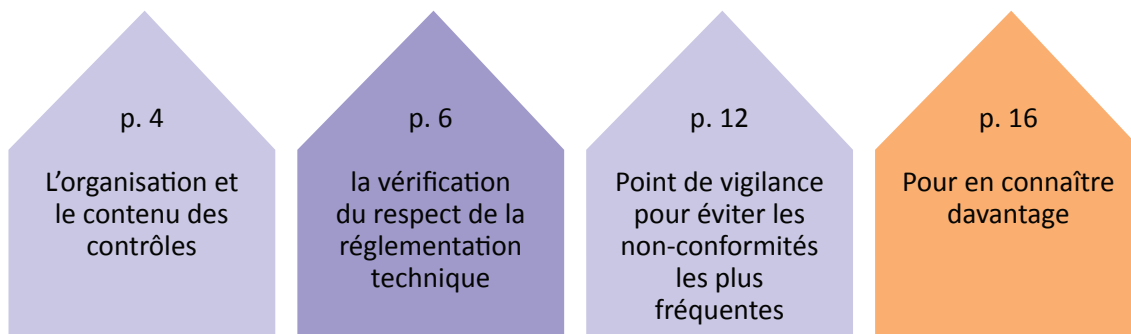 p. 4
L'organisation et
le contenu des
contrôles
p. 6
la vérification
du respect de la
réglementation
technique
p. 12
Point de vigilance
pour éviter les
non-conformités
les plus
fréquentes
p. 16
Pour en connaître
davantage